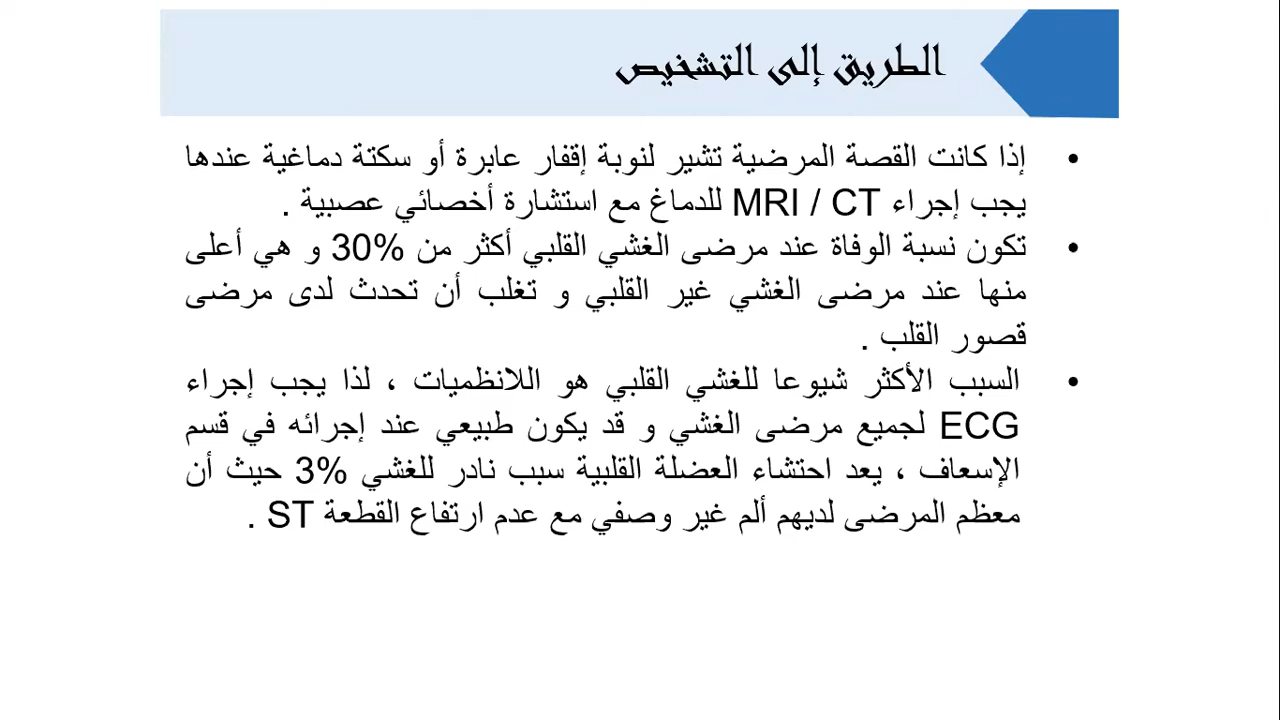 الطريق إلى التشخيص
• إذا كانت القصة المرضية تشير لنوبة إقفار عابرة أو سكتة دماغية عندها
يجب إجراء MRI / CT للدماغ مع استشارة أخصائي عصبية .
• تكون نسبة الوفاة عند مرضى الغشي القلبي أكثر من 30% و هي أعلى
منها عند مرضى الغشي غير القلبي و تغلب أن تحدث لدى مرضى
قصور القلب .
• السبب الأكثر شيوعا للغشي القلبي هو اللانظميات ، لذا يجب إجراء
ECG لجميع مرضى الغشي و قد يكون طبيعي عند إجرائه في قسم
الإسعاف ، يعد احتشاء العضلة القلبية سبب نادر للغشي 3% حيث أن
معظم المرضى لديهم ألم غير وصفي مع عدم ارتفاع القطعة ST .